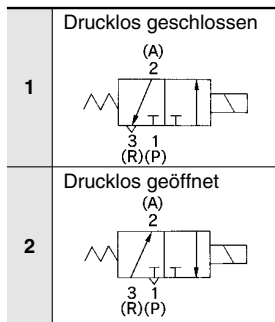 Drucklos geschlossen
(A)
2
1
3 1
(R)(P)
Drucklos geöffnet
(A)
2
2
3 1
(R)(P)